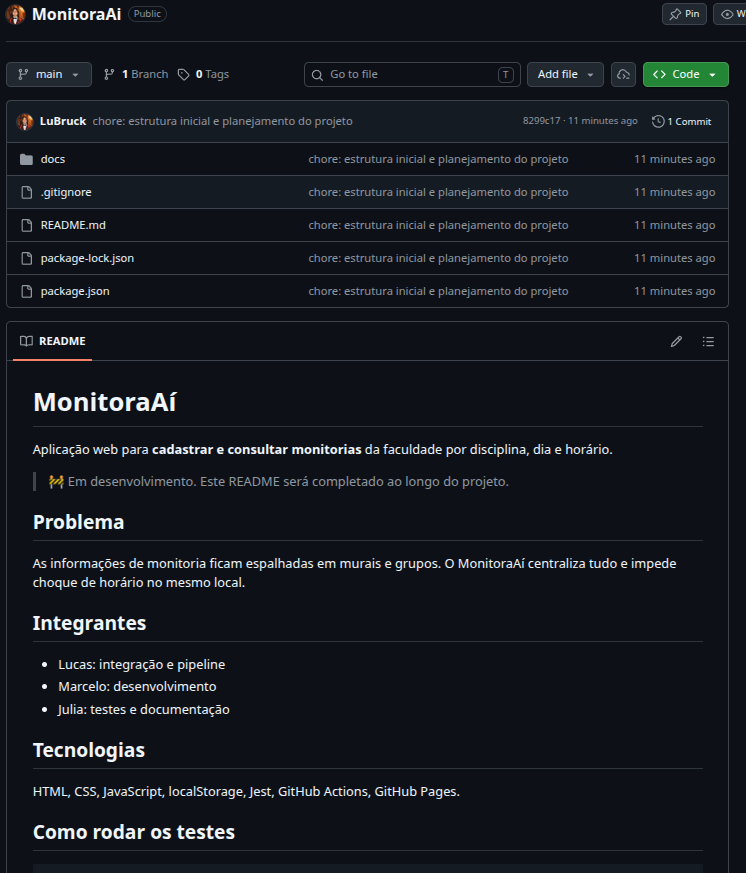 MonitoraAi Public Pin W
main 1 Branch 0 Tags Go to file T Add file Code
LuBruck chore: estrutura inicial e planejamento do projeto 8299c17 · 11 minutes ago 1 Commit
docs chore: estrutura inicial e planejamento do projeto 11 minutes ago
.gitignore chore: estrutura inicial e planejamento do projeto 11 minutes ago
README.md chore: estrutura inicial e planejamento do projeto 11 minutes ago
package-lock.json chore: estrutura inicial e planejamento do projeto 11 minutes ago
package.json chore: estrutura inicial e planejamento do projeto 11 minutes ago
README
MonitoraAí
Aplicação web para cadastrar e consultar monitorias da faculdade por disciplina, dia e horário.
🚧 Em desenvolvimento. Este README será completado ao longo do projeto.
Problema
As informações de monitoria ficam espalhadas em murais e grupos. O MonitoraAí centraliza tudo e impede
choque de horário no mesmo local.
Integrantes
• Lucas: integração e pipeline
• Marcelo: desenvolvimento
• Julia: testes e documentação
Tecnologias
HTML, CSS, JavaScript, localStorage, Jest, GitHub Actions, GitHub Pages.
Como rodar os testes